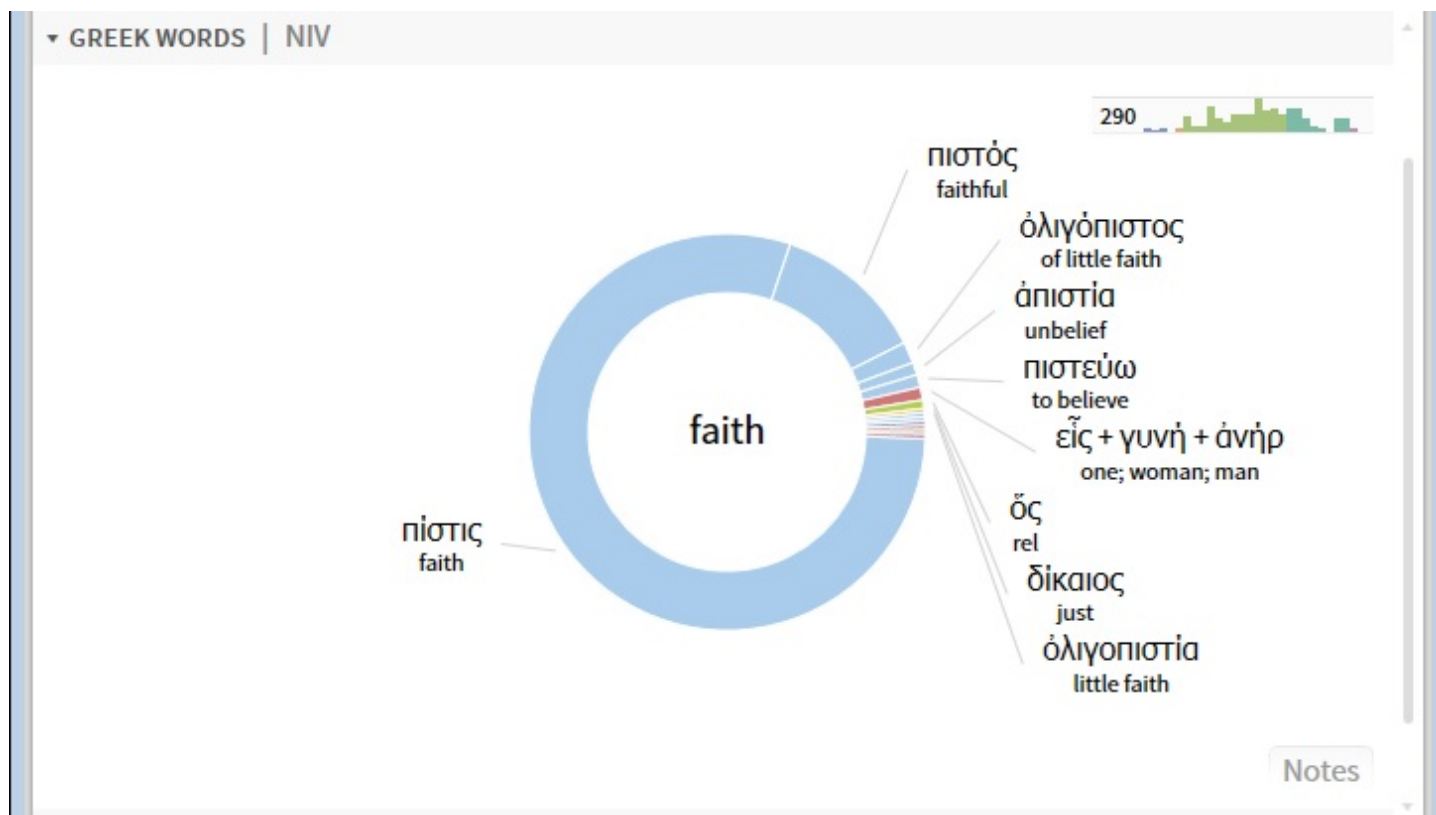 ▾ GREEK WORDS | NIV
290
πιστός
faithful
ὀλιγόπιστος
of little faith
ἀπιστία
unbelief
πιστεύω
to believe
εἷς + γυνή + ἀνήρ
one; woman; man
faith
ὅς
rel
πίστις
faith
δίκαιος
just
ὀλιγοπιστία
little faith
Notes